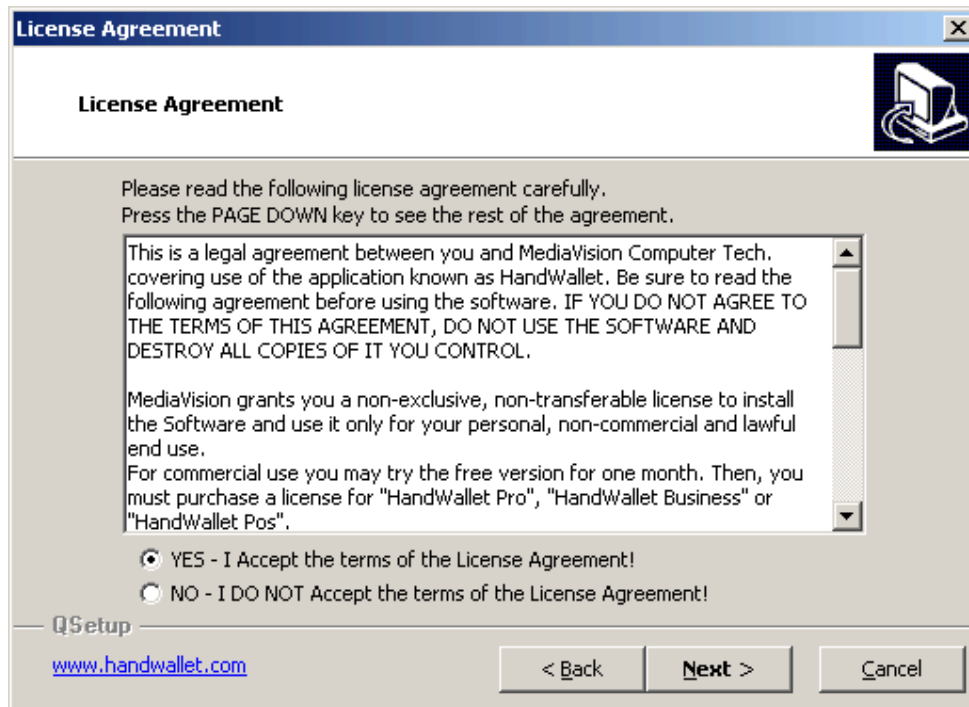 License Agreement
License Agreement
Please read the following license agreement carefully.
Press the PAGE DOWN key to see the rest of the agreement.
This is a legal agreement between you and MediaVision Computer Tech.
covering use of the application known as HandWallet. Be sure to read the
following agreement before using the software. IF YOU DO NOT AGREE TO
THE TERMS OF THIS AGREEMENT, DO NOT USE THE SOFTWARE AND
DESTROY ALL COPIES OF IT YOU CONTROL.
MediaVision grants you a non-exclusive, non-transferable license to install
the Software and use it only for your personal, non-commercial and lawful
end use.
For commercial use you may try the free version for one month. Then, you
must purchase a license for "HandWallet Pro", "HandWallet Business" or
"HandWallet Pos".
YES - I Accept the terms of the License Agreement!
NO - I DO NOT Accept the terms of the License Agreement!
QSetup
www.handwallet.com
< Back
Next >
Cancel